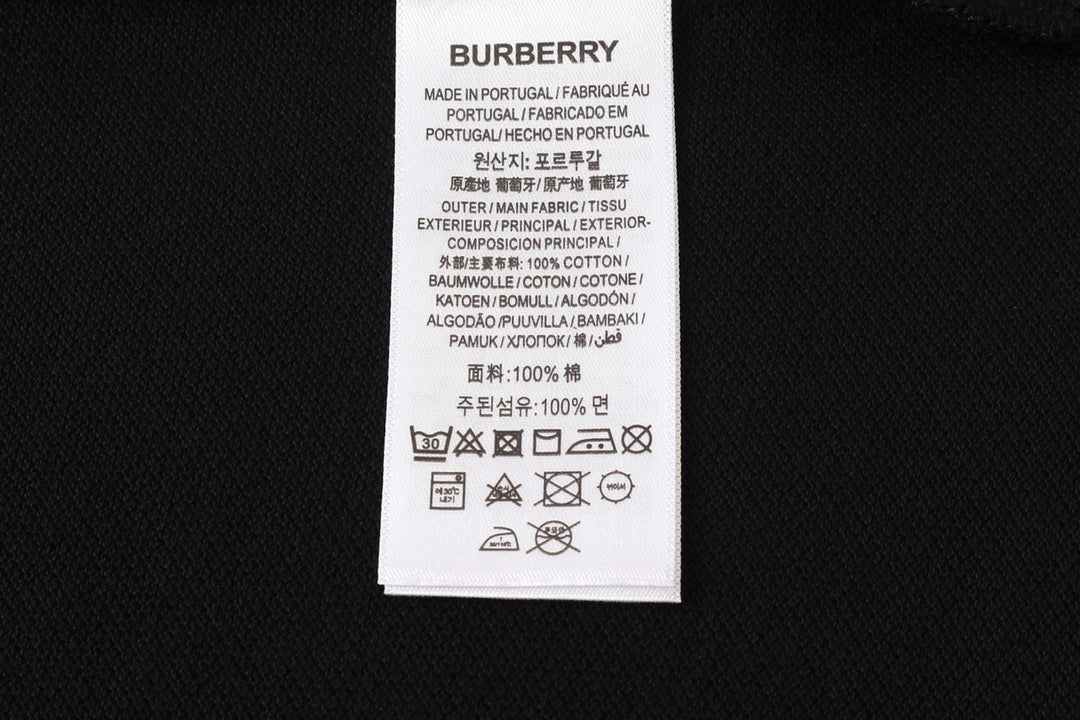 BURBERRY
MADE IN PORTUGAL / FABRIQUÉ AU
PORTUGAL / FABRICADO EM
PORTUGAL/ HECHO EN PORTUGAL
원산지: 포르투갈
原產地 葡萄牙/ 原产地 葡萄牙
OUTER / MAIN FABRIC / TISSU
EXTERIEUR / PRINCIPAL / EXTERIOR-
COMPOSICION PRINCIPAL /
外部/主要布料: 100% COTTON /
BAUMWOLLE / COTON / COTONE /
KATOEN / BOMULL / ALGODÓN /
ALGODÃO /PUUVILLA / BAMBAKI /
PAMUK / ХЛОПОК / 棉 / قطن
面料:100% 棉
주된섬유:100% 면
30